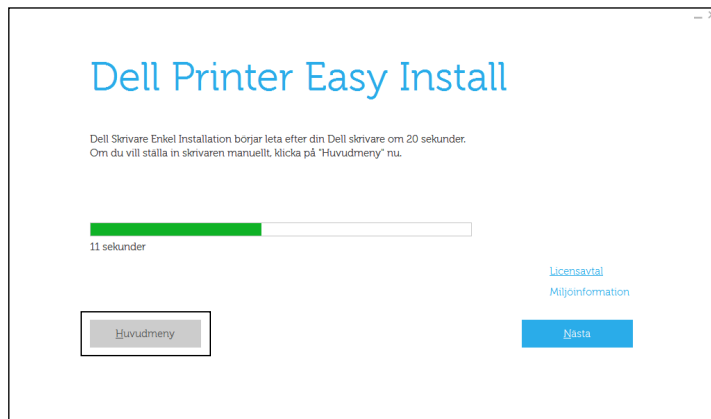 Dell Printer Easy Install
Dell Skrivare Enkel Installation börjar leta efter din Dell skrivare om 20 sekunder.
Om du vill ställa in skrivaren manuellt, klicka på "Huvudmeny" nu.
11 sekunder
Licensavtal
Miljöinformation
Huvudmeny
Nästa